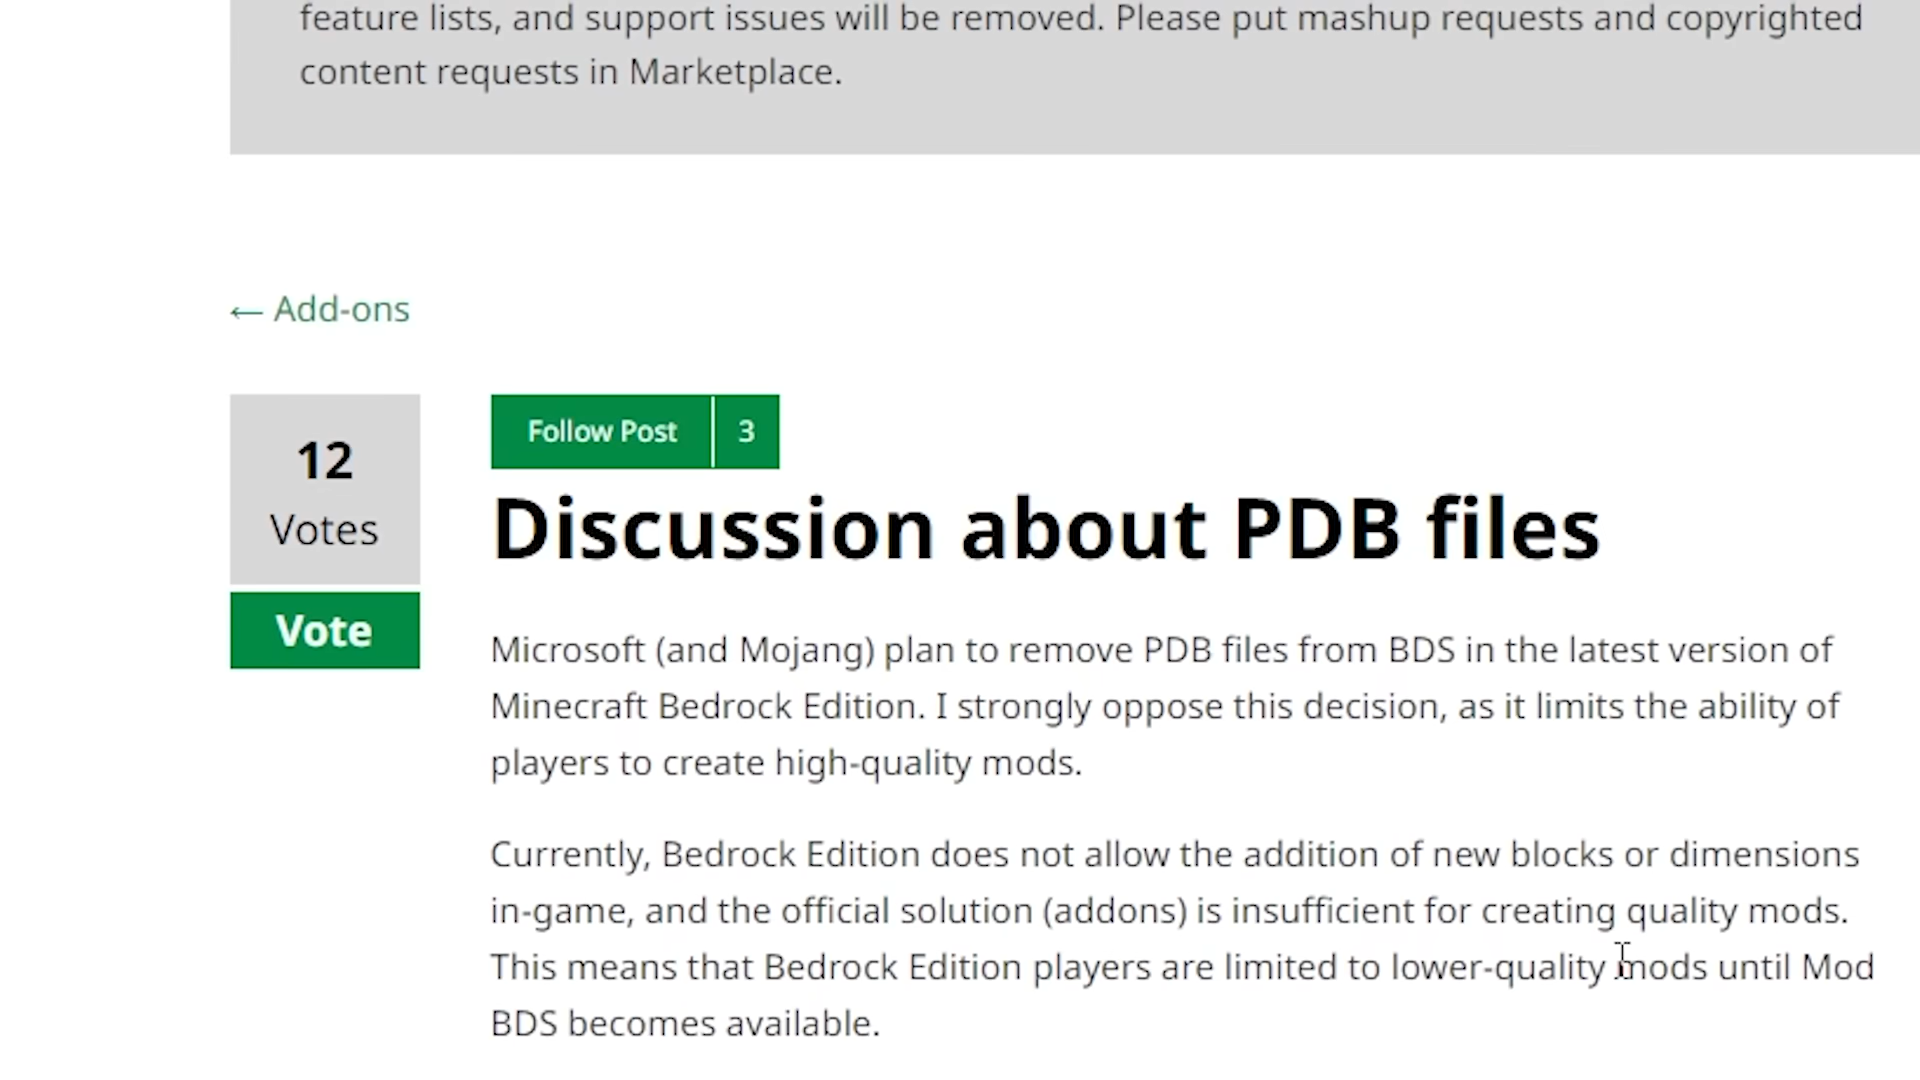 feature lists, and support issues will be removed. Please put mashup requests and copyrighted
content requests in Marketplace.
← Add-ons
12
Votes
Vote
Follow Post 3
Discussion about PDB files
Microsoft (and Mojang) plan to remove PDB files from BDS in the latest version of
Minecraft Bedrock Edition. I strongly oppose this decision, as it limits the ability of
players to create high-quality mods.
Currently, Bedrock Edition does not allow the addition of new blocks or dimensions
in-game, and the official solution (addons) is insufficient for creating quality mods.
This means that Bedrock Edition players are limited to lower-quality mods until Mod
BDS becomes available.